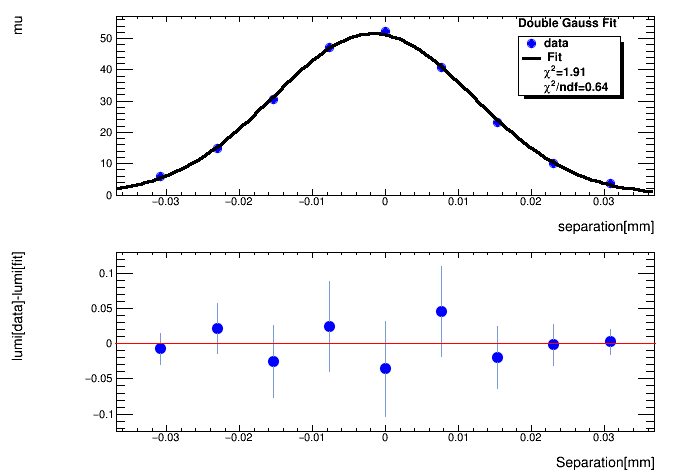 mu
Double Gauss Fit
data
Fit
χ²=1.91
χ²/ndf=0.64
50
40
30
20
10
0
−0.03 −0.02 −0.01 0 0.01 0.02 0.03
separation[mm]
lumi[data]-lumi[fit]
0.1
0.05
0
−0.05
−0.1
−0.03 −0.02 −0.01 0 0.01 0.02 0.03
Separation[mm]